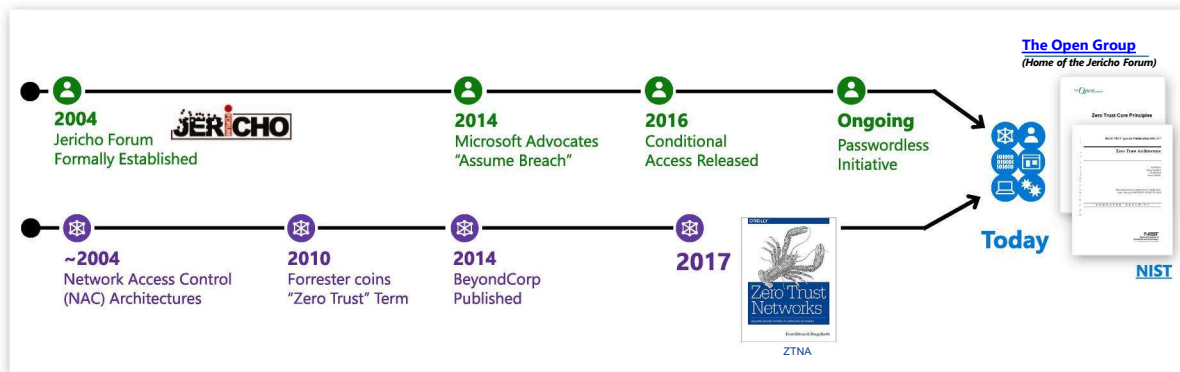 The Open Group
(Home of the Jericho Forum)
2004
Jericho Forum
Formally Established
JERICHO
FORUM
2014
Microsoft Advocates
“Assume Breach”
2016
Conditional
Access Released
Ongoing
Passwordless
Initiative
Zero Trust Core Principles
Zero Trust Architecture
NIST
~2004
Network Access Control
(NAC) Architectures
2010
Forrester coins
“Zero Trust” Term
2014
BeyondCorp
Published
2017
O'REILLY
Zero Trust
Networks
ZTNA
Today
NIST